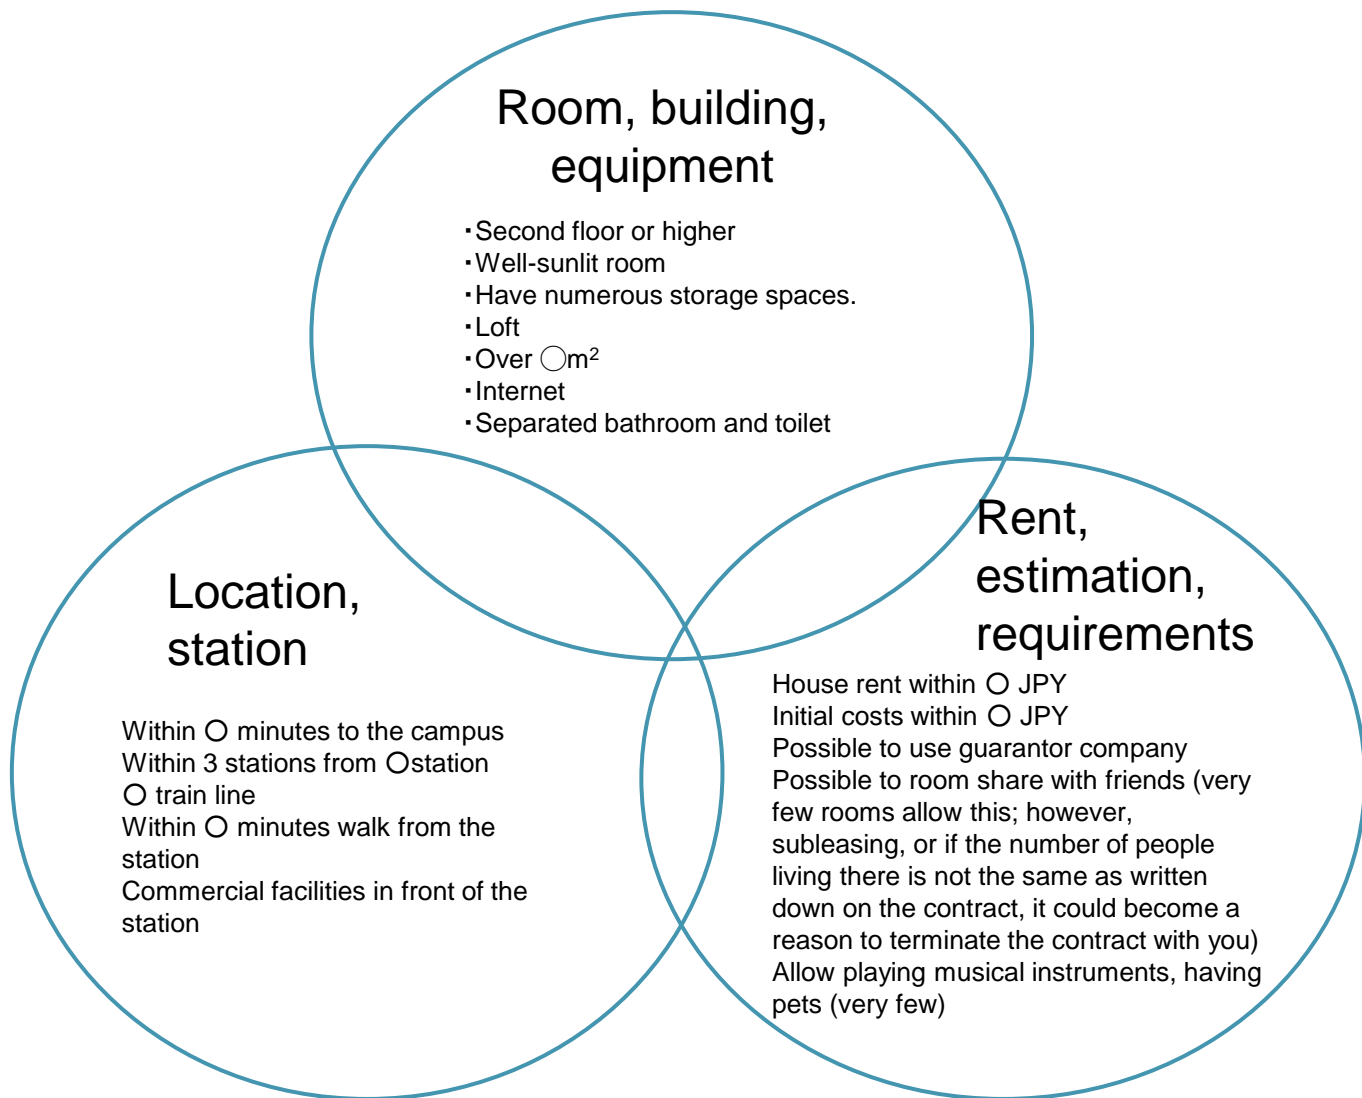 Room, building,
equipment
・Second floor or higher
・Well-sunlit room
・Have numerous storage spaces.
・Loft
・Over ◯m²
・Internet
・Separated bathroom and toilet
Location,
station
Within ○ minutes to the campus
Within 3 stations from ○station
○ train line
Within ○ minutes walk from the
station
Commercial facilities in front of the
station
Rent,
estimation,
requirements
House rent within ○ JPY
Initial costs within ○ JPY
Possible to use guarantor company
Possible to room share with friends (very
few rooms allow this; however,
subleasing, or if the number of people
living there is not the same as written
down on the contract, it could become a
reason to terminate the contract with you)
Allow playing musical instruments, having
pets (very few)